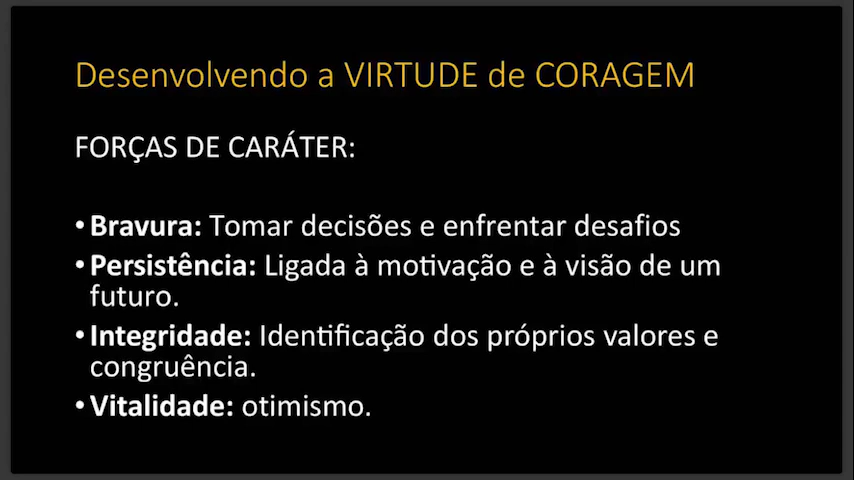 Desenvolvendo a VIRTUDE de CORAGEM
FORÇAS DE CARÁTER:
• Bravura: Tomar decisões e enfrentar desafios
• Persistência: Ligada à motivação e à visão de um
futuro.
• Integridade: Identificação dos próprios valores e
congruência.
• Vitalidade: otimismo.